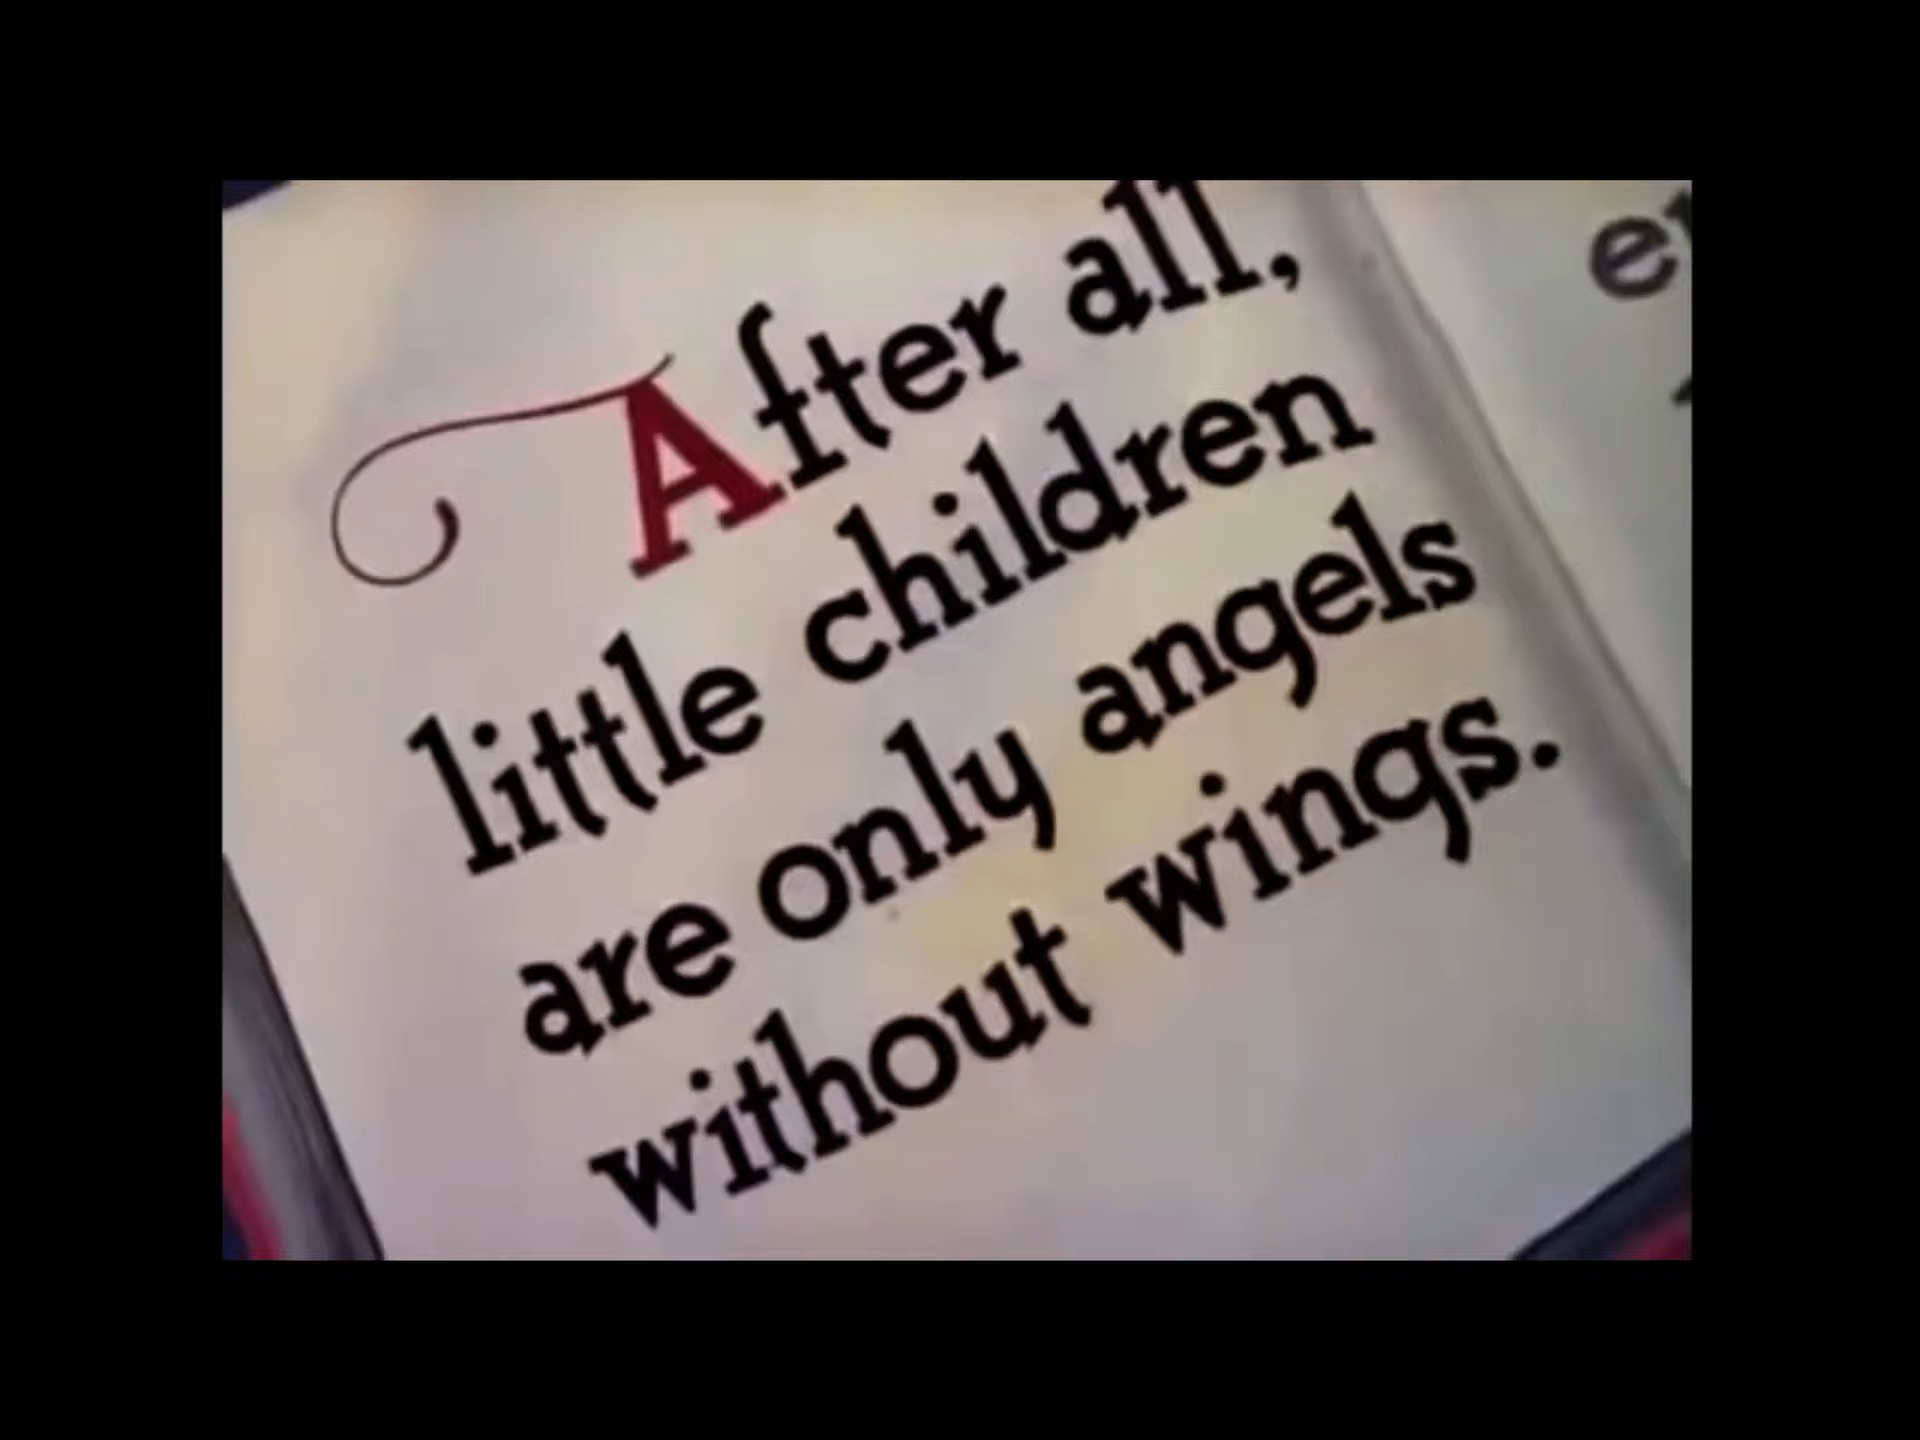 After all,
little children
are only angels
without wings.